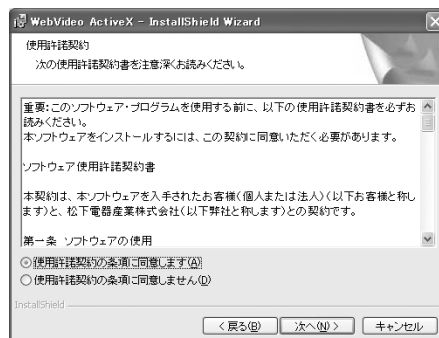 WebVideo ActiveX - InstallShield Wizard
使用許諾契約
次の使用許諾契約書を注意深くお読みください。
重要:このソフトウェア・プログラムを使用する前に、以下の使用許諾契約書を必ずお
読みください。
本ソフトウェアをインストールするには、この契約に同意いただく必要があります。
ソフトウェア使用許諾契約書
本契約は、本ソフトウェアを入手されたお客様(個人または法人)(以下お客様と称し
ます)と、松下電器産業株式会社(以下弊社と称します)との契約です。
第一条 ソフトウェアの使用
使用許諾契約の条項に同意します(A)
使用許諾契約の条項に同意しません(D)
InstallShield
< 戻る(B)
次へ(N) >
キャンセル